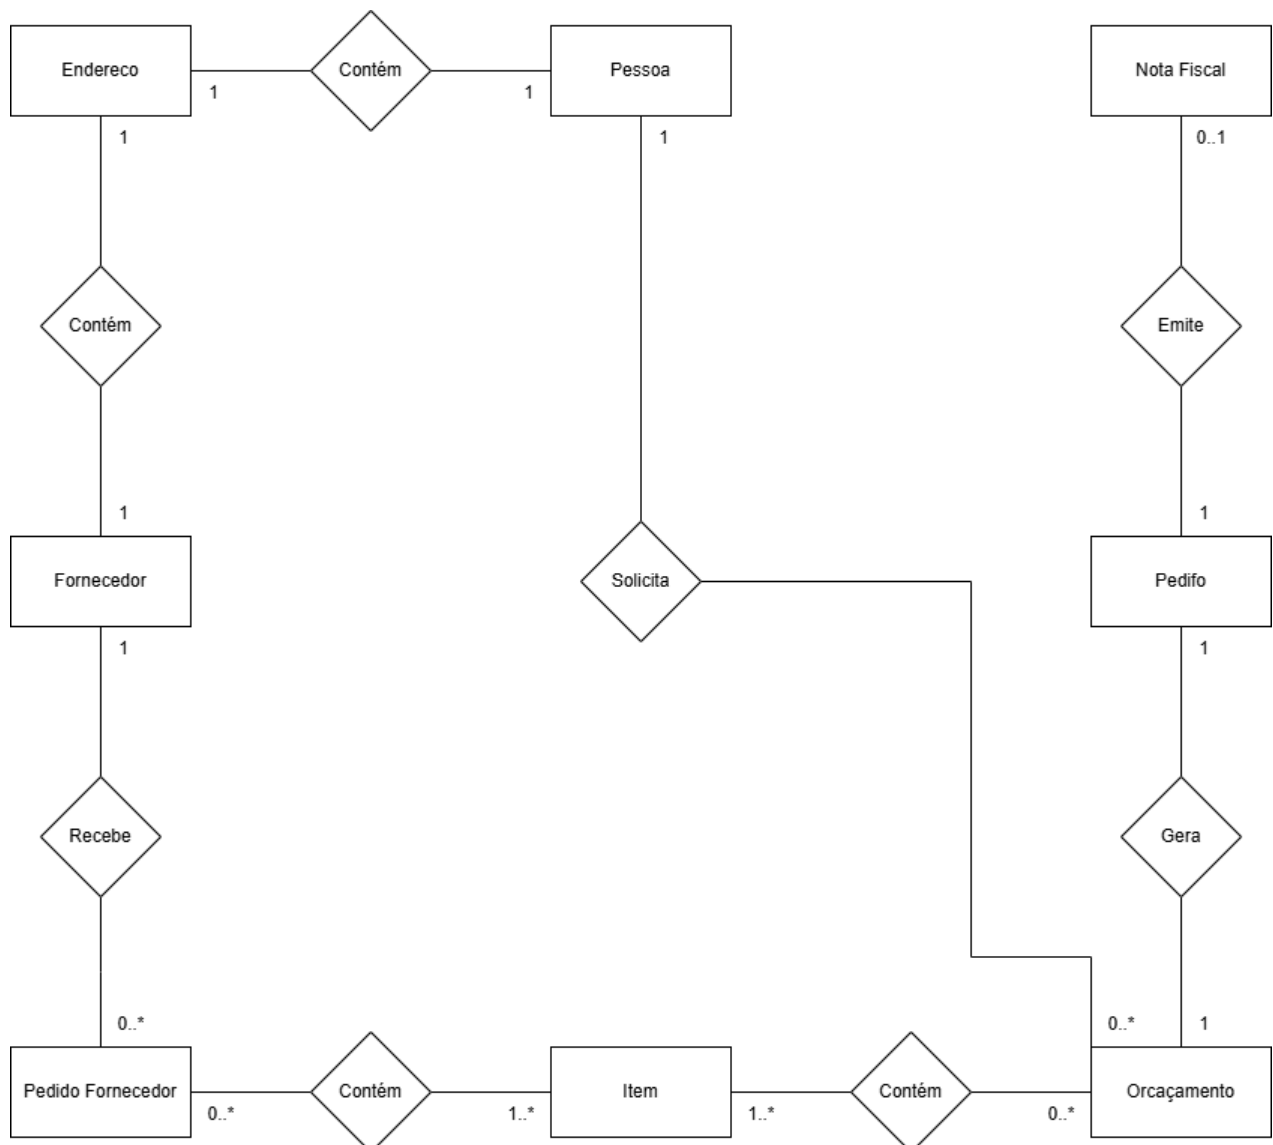 Endereco
Contém
Pessoa
Nota Fiscal
1
1
1
1
0..1
Contém
Emite
1
1
Fornecedor
Solicita
Pedifo
1
1
Recebe
Gera
0..*
0..*
1
Pedido Fornecedor
Contém
Item
Contém
Orcaçamento
0..*
1..*
1..*
0..*